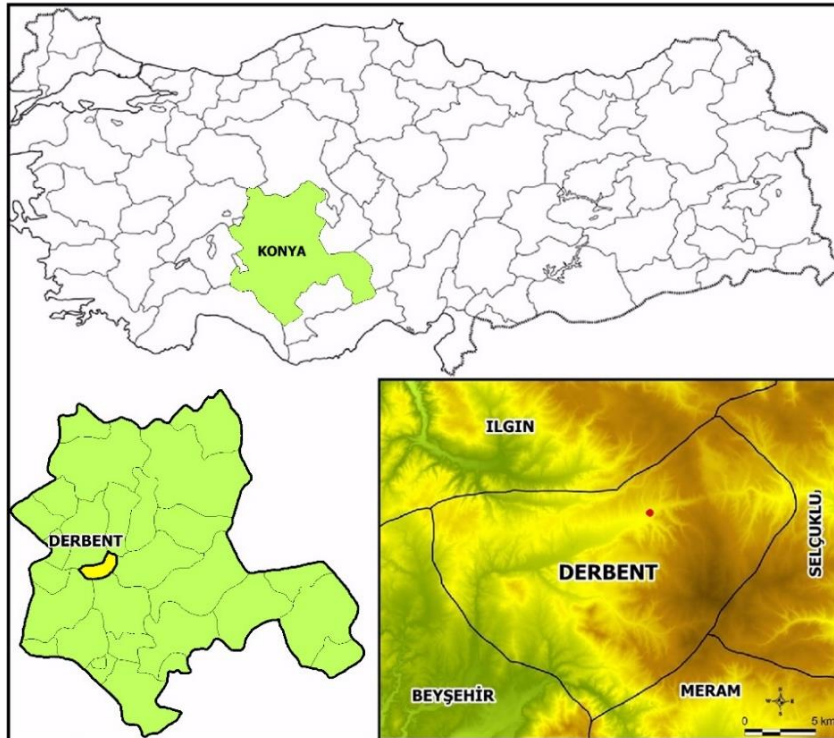 KONYA
DERBENT
ILGIN
DERBENT
SELÇUKLU
BEYŞEHİR
MERAM
0 5 km